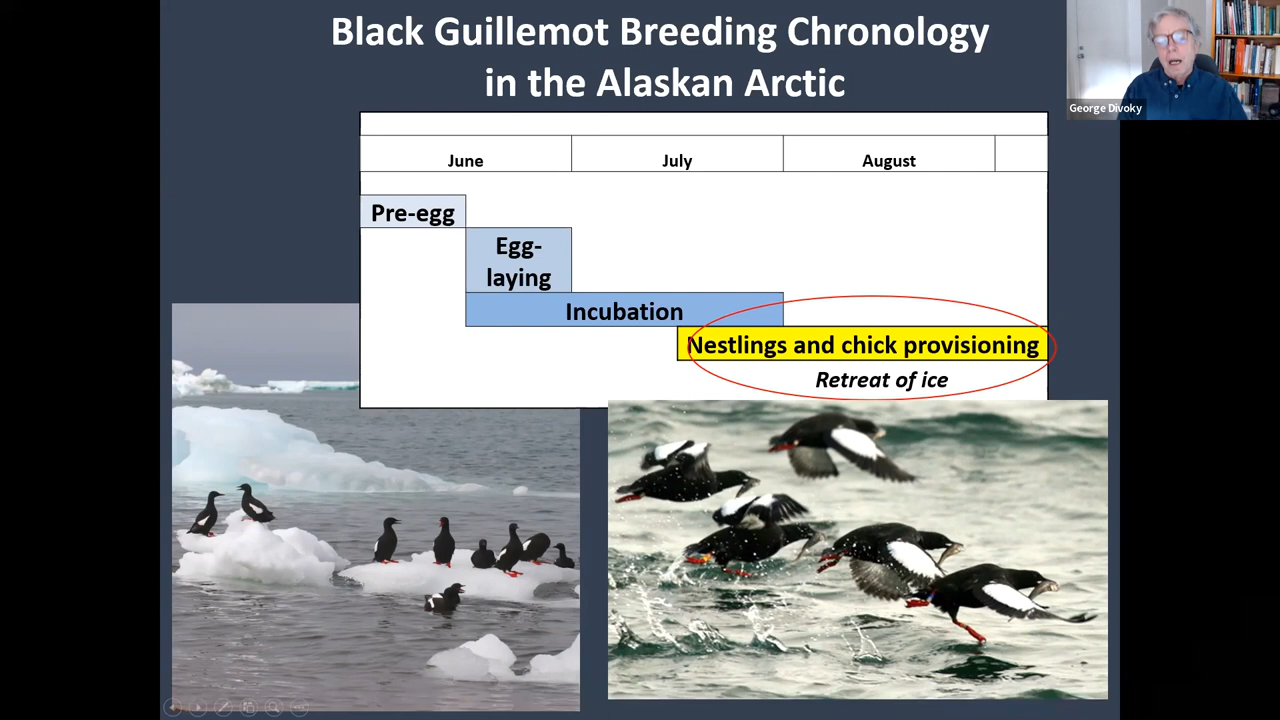 Black Guillemot Breeding Chronology
in the Alaskan Arctic
George Divoky
June July August
Pre-egg
Egg-
laying
Incubation
Nestlings and chick provisioning
Retreat of ice